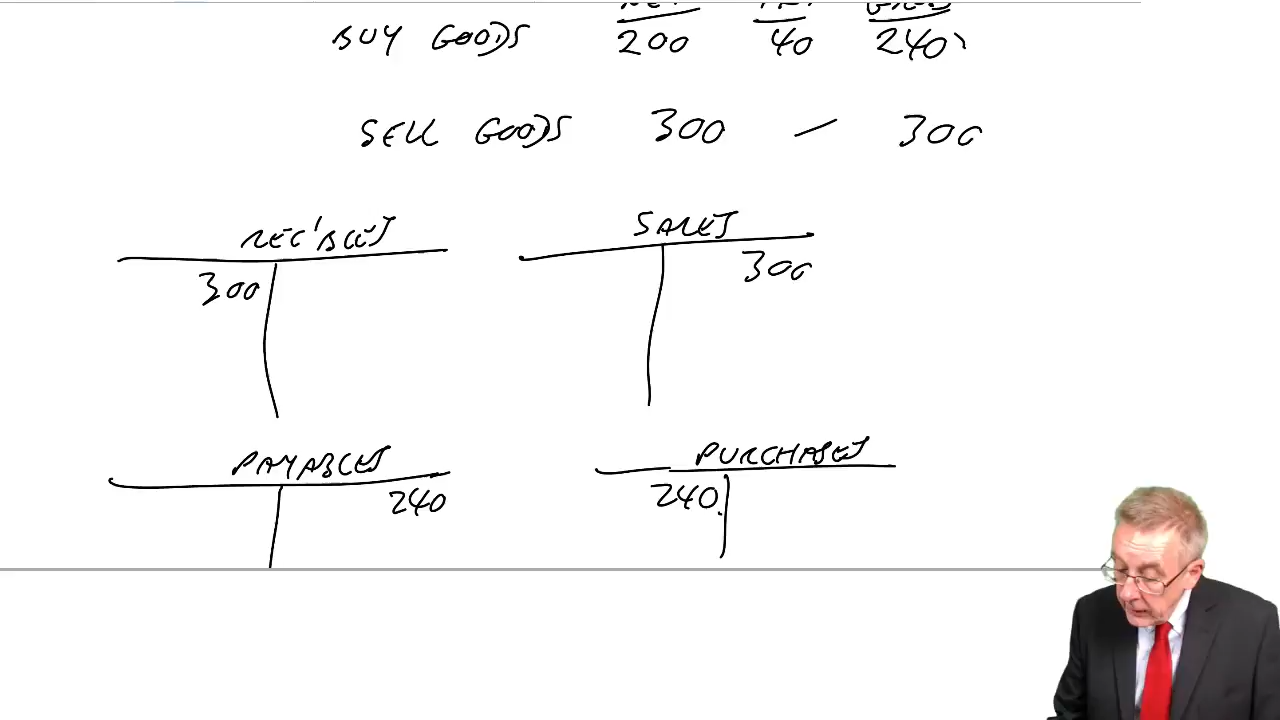 BUY GOODS 200 40 240
SELL GOODS 300 — 300
REC'BLES SALES
300 300
PAYABLES PURCHASES
240 240